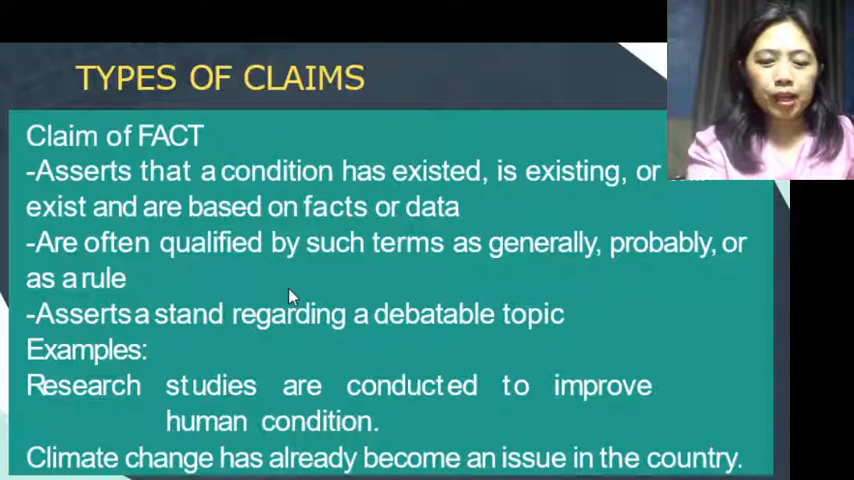 TYPES OF CLAIMS
Claim of FACT
-Asserts that a condition has existed, is existing, or
exist and are based on facts or data
-Are often qualified by such terms as generally, probably, or
as a rule
-Asserts a stand regarding a debatable topic
Examples:
Research studies are conducted to improve
human condition.
Climate change has already become an issue in the country.